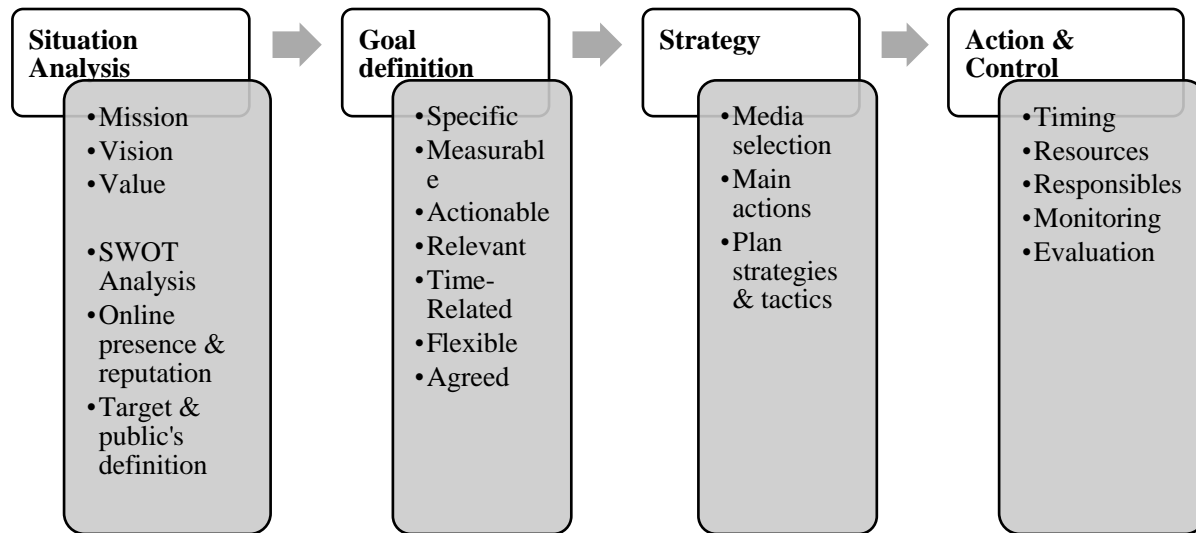 Situation
Analysis
•Mission
•Vision
•Value
•SWOT
Analysis
•Online
presence &
reputation
•Target &
public's
definition
Goal
definition
•Specific
•Measurabl
e
•Actionable
•Relevant
•Time-
Related
•Flexible
•Agreed
Strategy
•Media
selection
•Main
actions
•Plan
strategies
& tactics
Action &
Control
•Timing
•Resources
•Responsibles
•Monitoring
•Evaluation